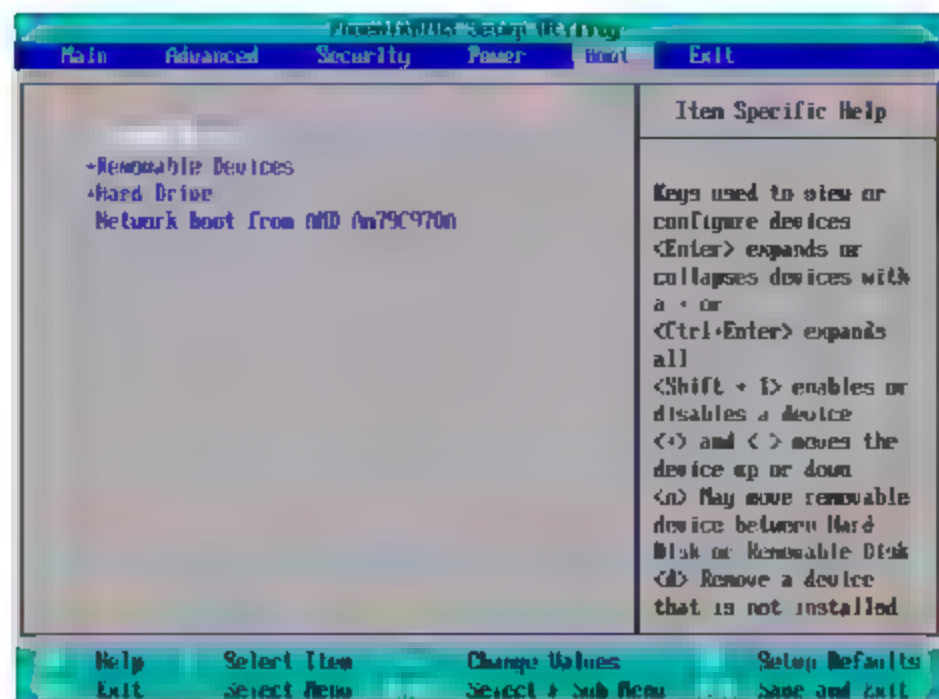 Setup Utility
Main Advanced Security Power Boot Exit
Item Specific Help
Removable Devices
Hard Drive
Network boot from AMD Am79C970A
Keys used to view or
configure devices
<Enter> expands or
collapses devices with
a + or
<Ctrl+Enter> expands
all
<Shift + 1> enables or
disables a device
<+> and < > moves the
device up or down
<n> May move removable
device between Hard
Disk or Removable Disk
<d> Remove a device
that is not installed
Help Select Item Change Values Setup Defaults
Exit Select Menu Select Sub Menu Save and Exit